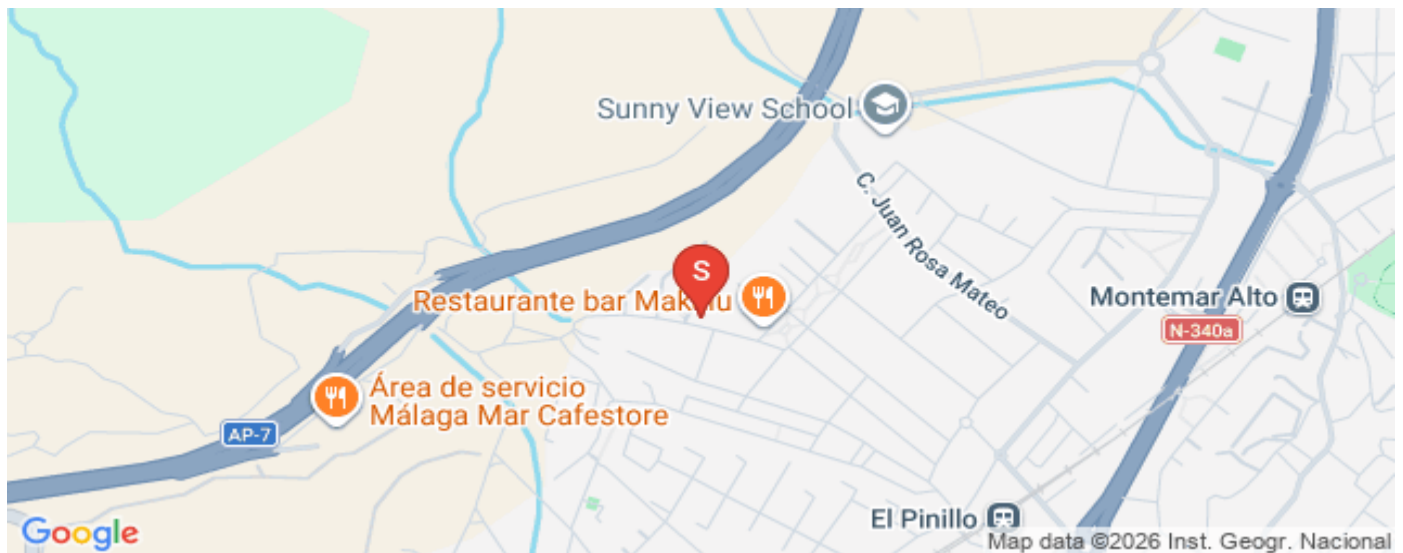 Sunny View School
C. Juan Rosa Mateo
S
Restaurante bar Mak
Montemar Alto
N-340a
Área de servicio
Málaga Mar Cafestore
AP-7
El Pinillo
Google
Map data ©2026 Inst. Geogr. Nacional